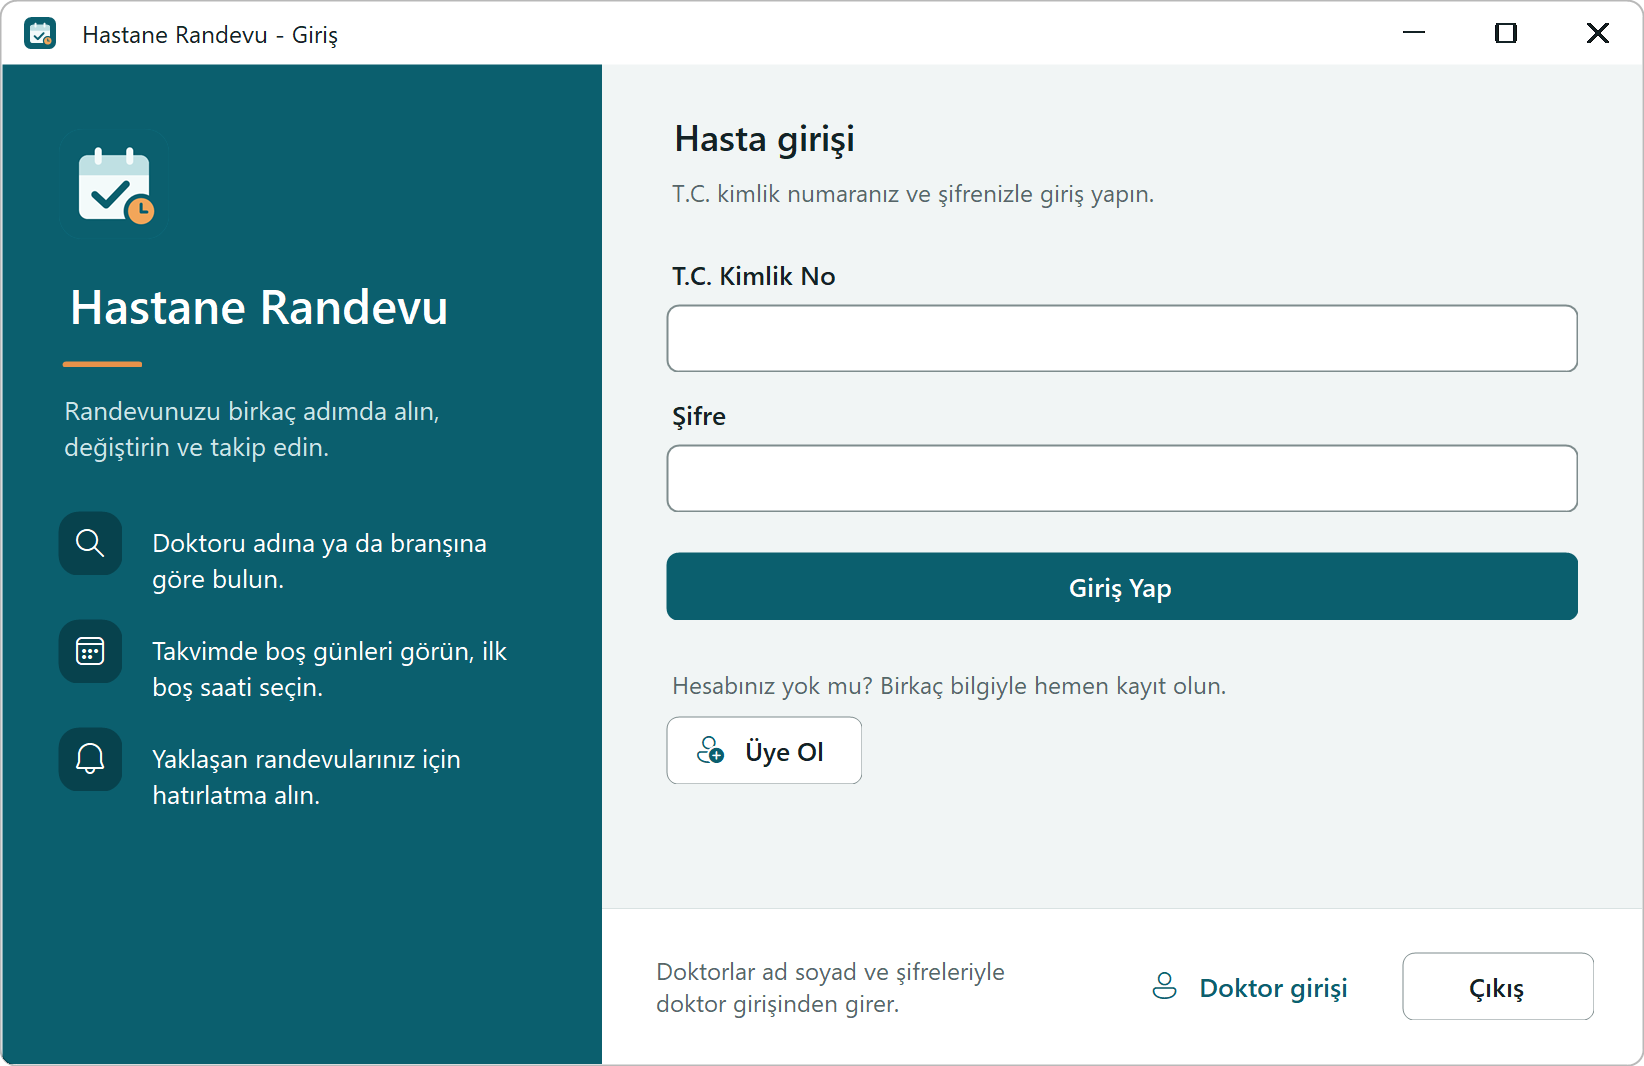 Hastane Randevu - Giriş
Hastane Randevu
Randevunuzu birkaç adımda alın,
değiştirin ve takip edin.
Doktoru adına ya da branşına
göre bulun.
Takvimde boş günleri görün, ilk
boş saati seçin.
Yaklaşan randevularınız için
hatırlatma alın.
Hasta girişi
T.C. kimlik numaranız ve şifrenizle giriş yapın.
T.C. Kimlik No
Şifre
Giriş Yap
Hesabınız yok mu? Birkaç bilgiyle hemen kayıt olun.
Üye Ol
Doktorlar ad soyad ve şifreleriyle
doktor girişinden girer.
Doktor girişi
Çıkış